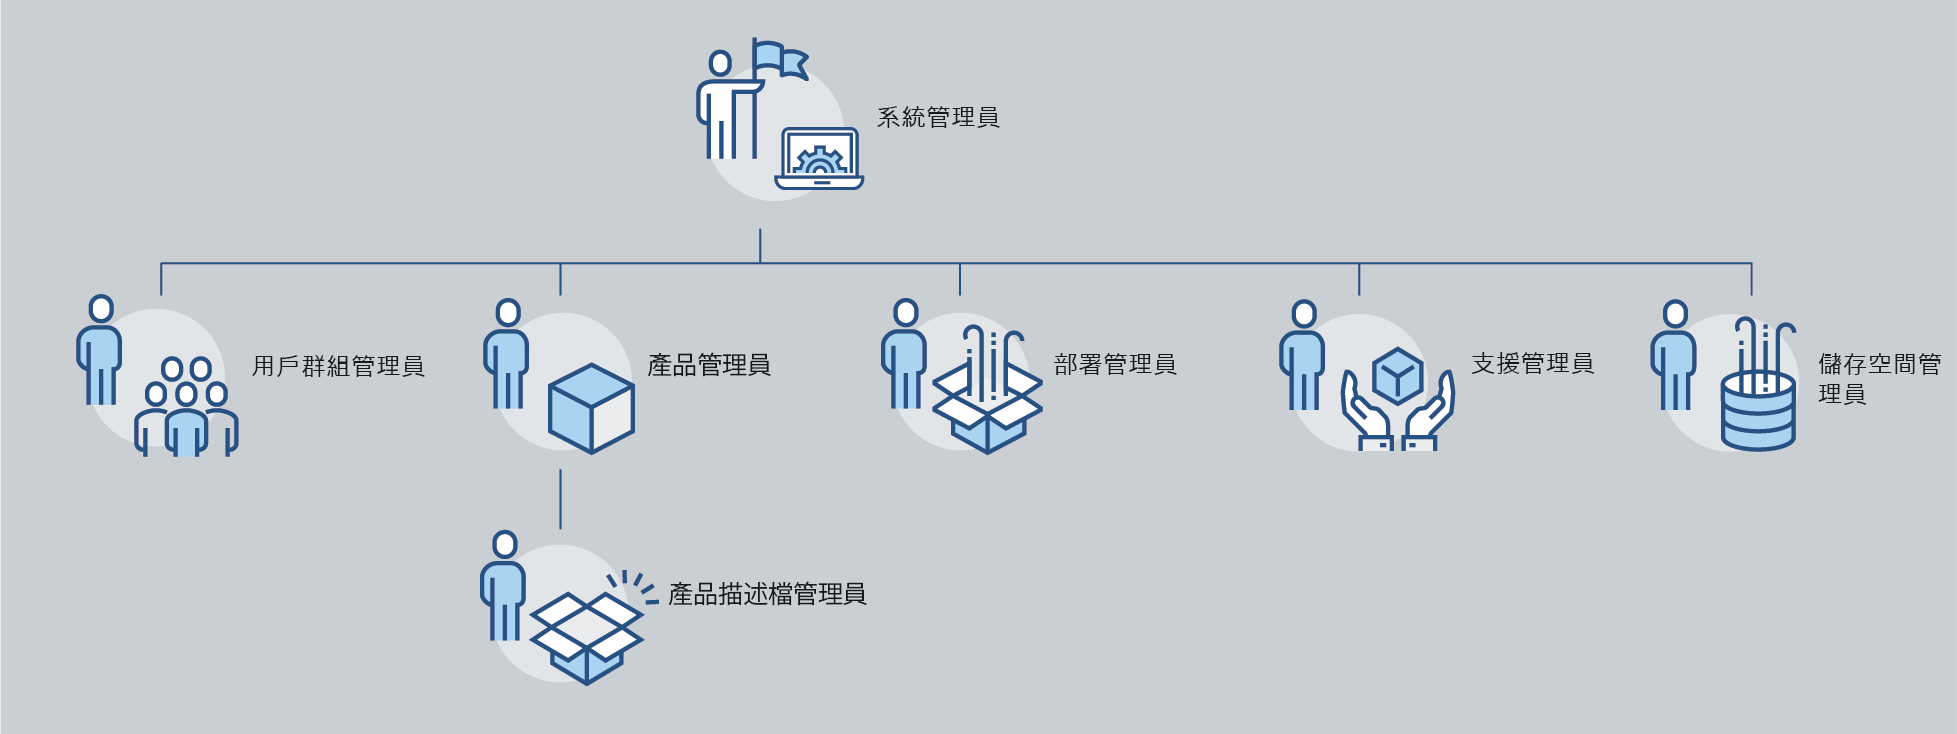 系統管理員
用戶群組管理員
產品管理員
部署管理員
支援管理員
儲存空間管
理員
產品描述檔管理員